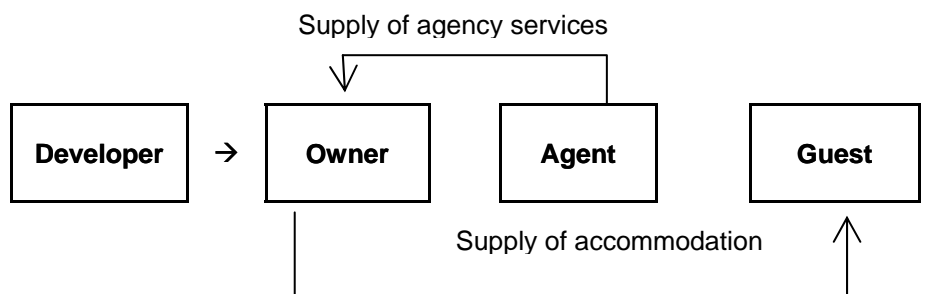 Supply of agency services
Developer → Owner Agent Guest
Supply of accommodation